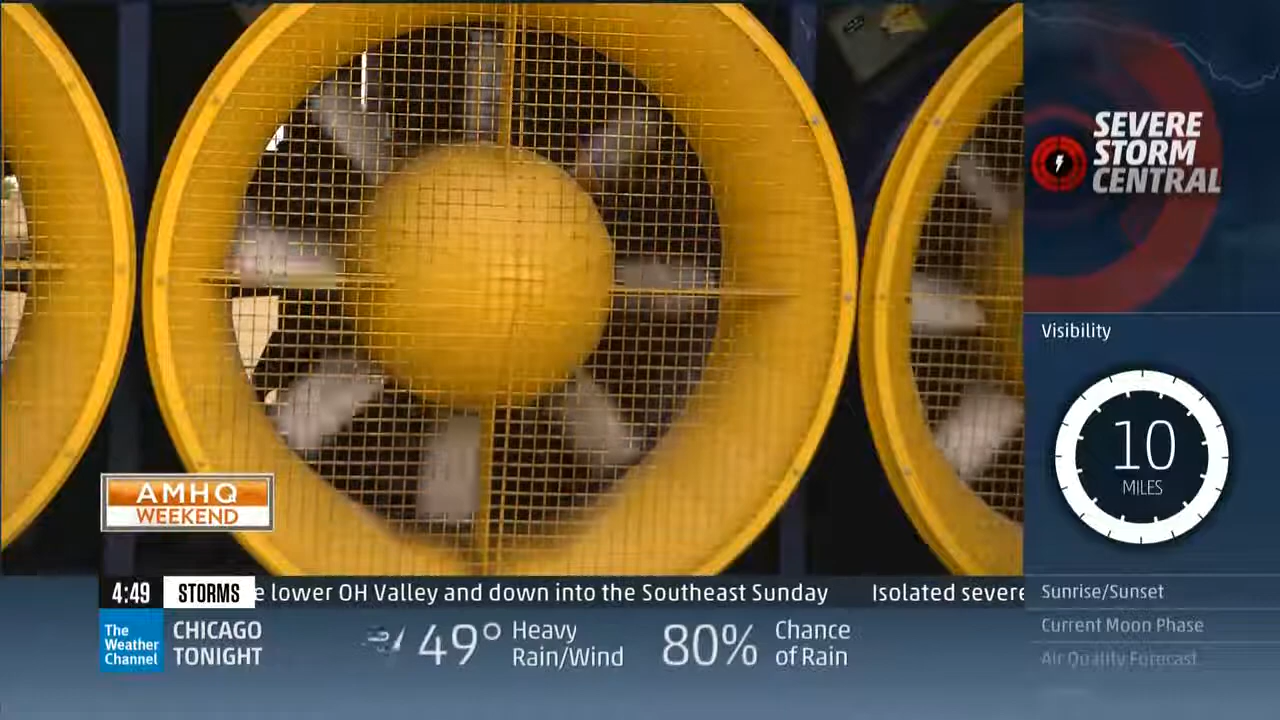 SEVERE
STORM
CENTRAL
Visibility
10
MILES
AMHQ
WEEKEND
4:49 STORMS e lower OH Valley and down into the Southeast Sunday Isolated severe
Sunrise/Sunset
Current Moon Phase
Air Quality Forecast
The
Weather
Channel
CHICAGO
TONIGHT
49° Heavy
Rain/Wind
80% Chance
of Rain